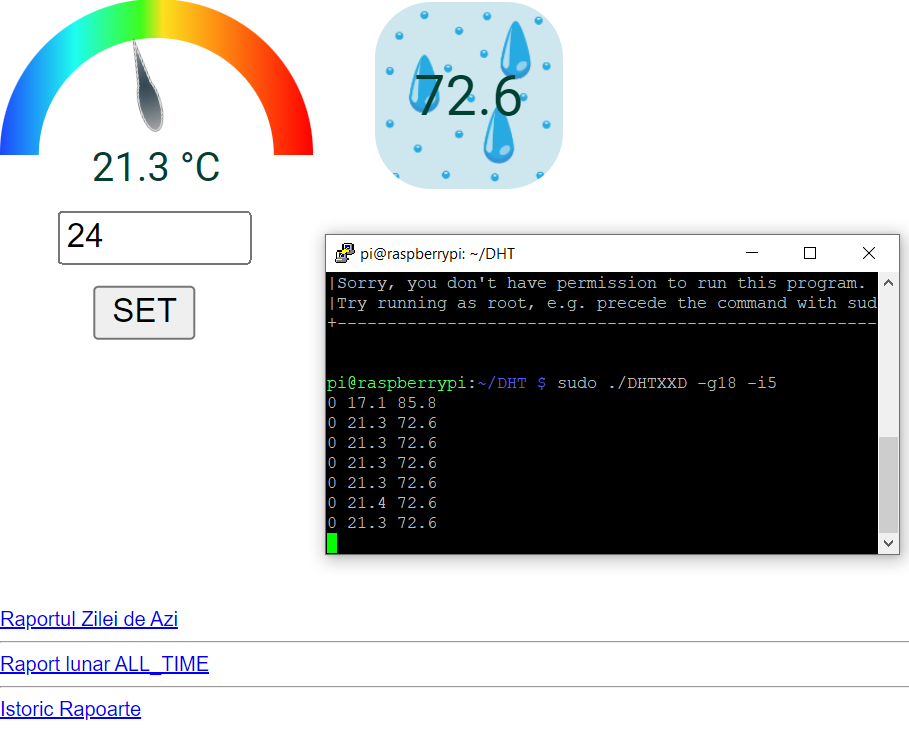 21.3 °C
72.6
24
SET
pi@raspberrypi: ~/DHT
|Sorry, you don't have permission to run this program.
|Try running as root, e.g. precede the command with sud
+------------------------------------------------------
pi@raspberrypi:~/DHT $ sudo ./DHTXXD -g18 -i5
0 17.1 85.8
0 21.3 72.6
0 21.3 72.6
0 21.3 72.6
0 21.3 72.6
0 21.4 72.6
0 21.3 72.6
Raportul Zilei de Azi
Raport lunar ALL_TIME
Istoric Rapoarte